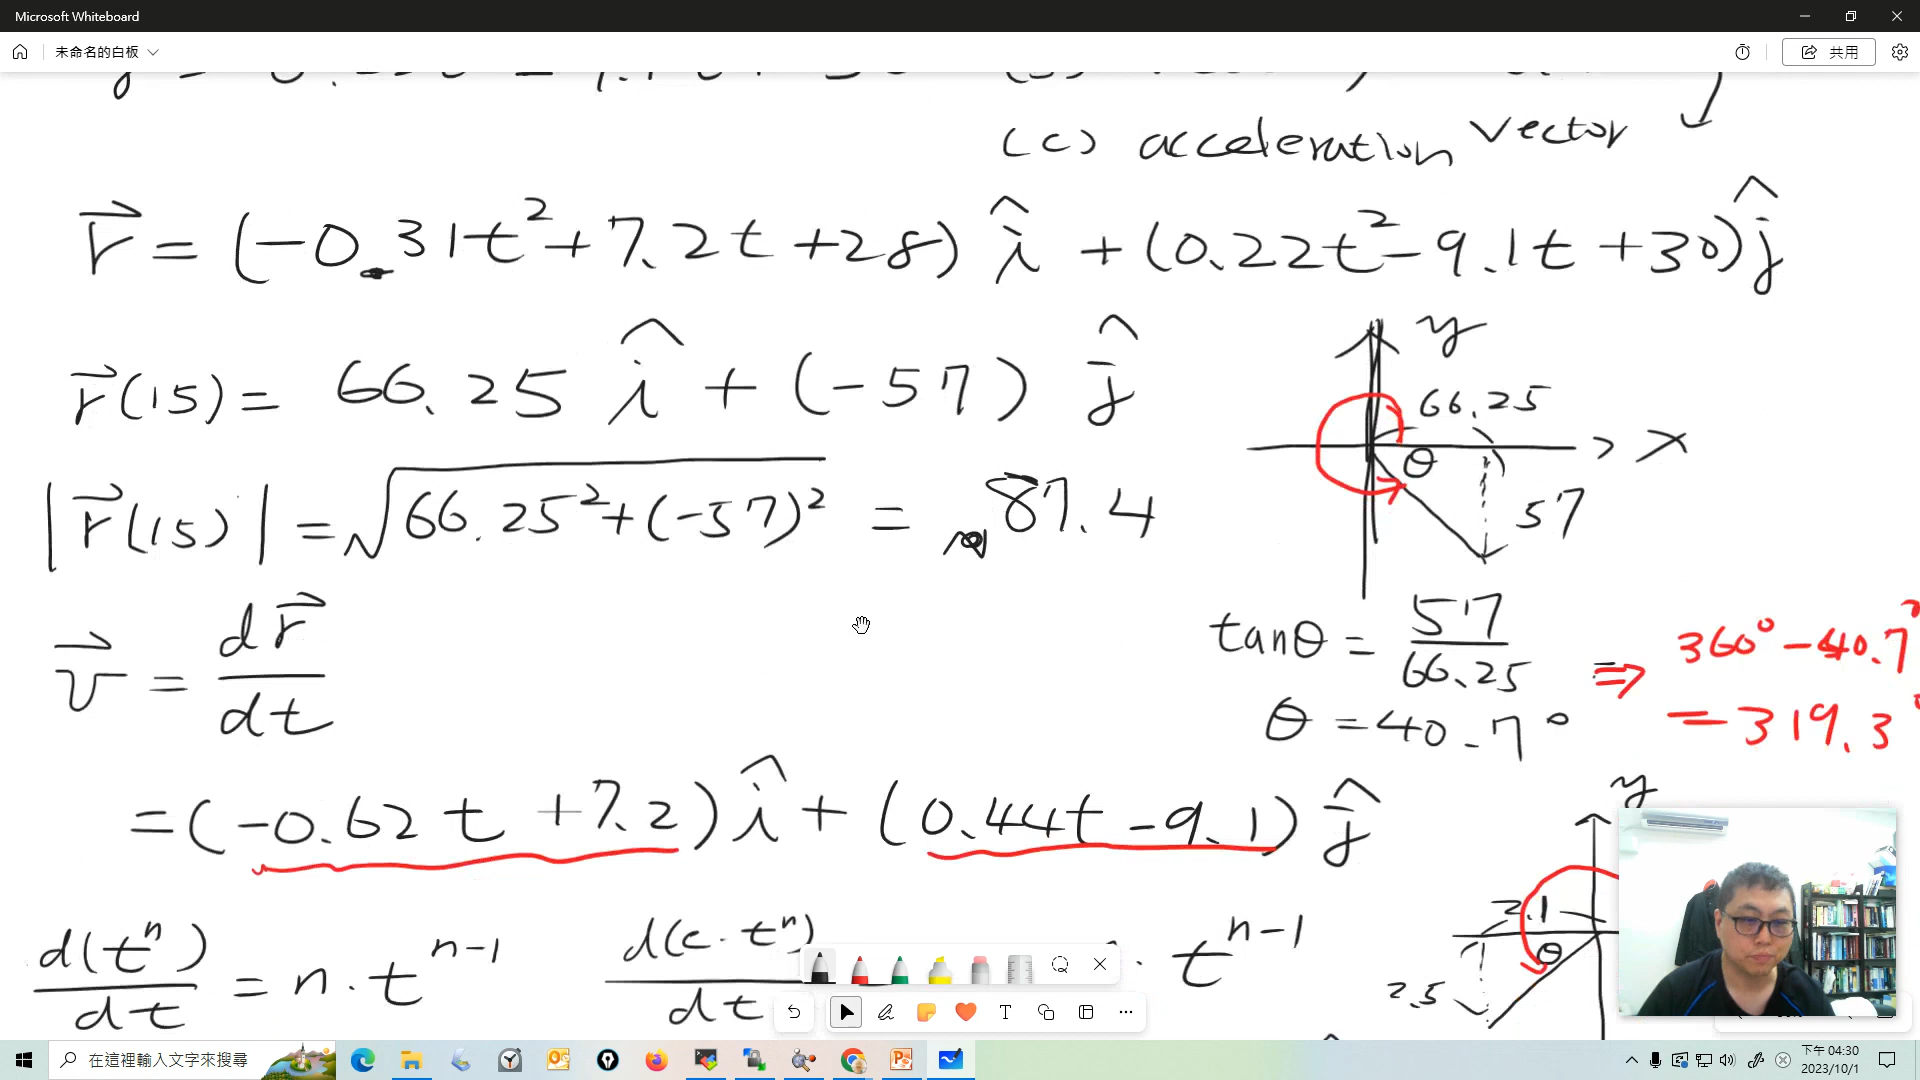 Microsoft Whiteboard
未命名的白板
共用
(c) acceleration vector
r⃗ = (-0.31t²+7.2t+28) î + (0.22t²-9.1t+30) ĵ
r⃗(15) = 66.25 î + (-57) ĵ
y
66.25
x
θ
57
|r⃗(15)| = √66.25²+(-57)² = 87.4
v⃗ = dr⃗/dt
tanθ = 57/66.25 ⇒ 360°-40.7°
θ = 40.7°
= 319.3°
= (-0.62t+7.2) î + (0.44t-9.1) ĵ
y
2.1
θ
2.5
d(tⁿ)/dt = n·tⁿ⁻¹
d(c·tⁿ)/dt
· tⁿ⁻¹
T
在這裡輸入文字來搜尋
下午 04:30
2023/10/1